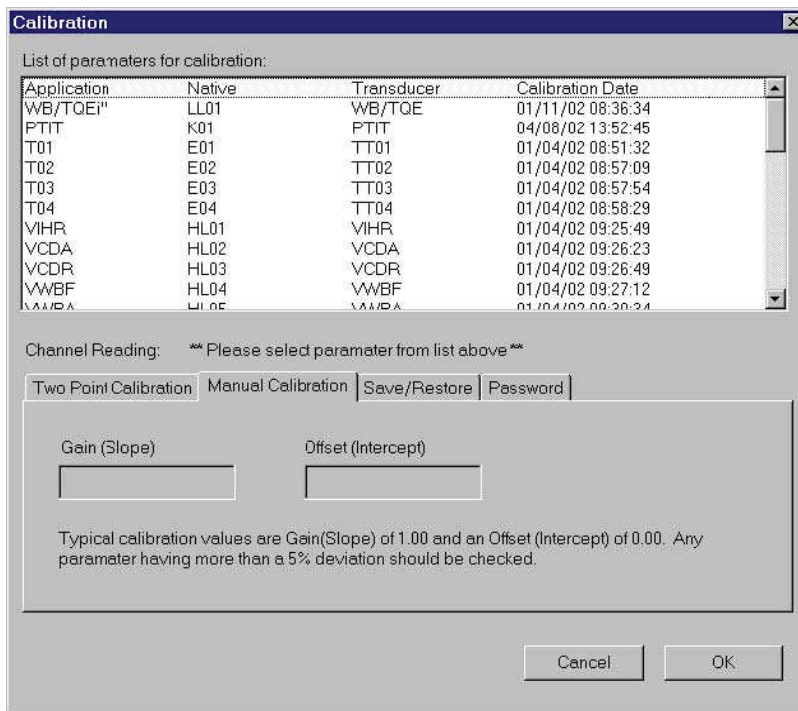 Calibration
List of paramaters for calibration:
Application Native Transducer Calibration Date
WB/TQEi" LL01 WB/TQE 01/11/02 08:36:34
PTIT K01 PTIT 04/08/02 13:52:45
T01 E01 TT01 01/04/02 08:51:32
T02 E02 TT02 01/04/02 08:57:09
T03 E03 TT03 01/04/02 08:57:54
T04 E04 TT04 01/04/02 08:58:29
VIHR HL01 VIHR 01/04/02 09:25:49
VCDA HL02 VCDA 01/04/02 09:26:23
VCDR HL03 VCDR 01/04/02 09:26:49
VWBF HL04 VWBF 01/04/02 09:27:12
Channel Reading: ** Please select paramater from list above **
Two Point Calibration Manual Calibration Save/Restore Password
Gain (Slope) Offset (Intercept)
Typical calibration values are Gain(Slope) of 1.00 and an Offset (Intercept) of 0.00. Any
paramater having more than a 5% deviation should be checked.
Cancel OK